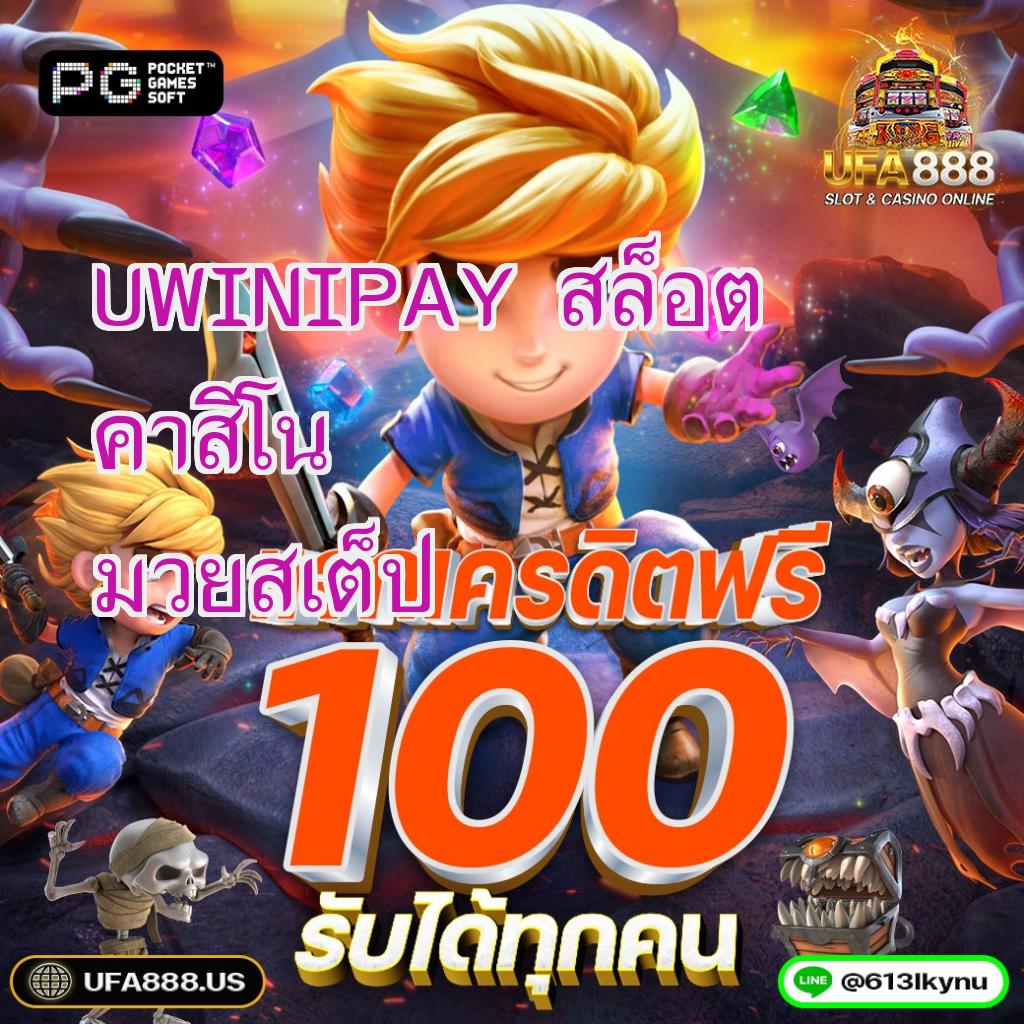 PG POCKET™
GAMES
SOFT
UFA888
SLOT & CASINO ONLINE
UWINIPAY สล็อต
คาสิโน
มวยสเต็ป
เครดิตฟรี
100
รับได้ทุกคน
UFA888.US
LINE @613lkynu